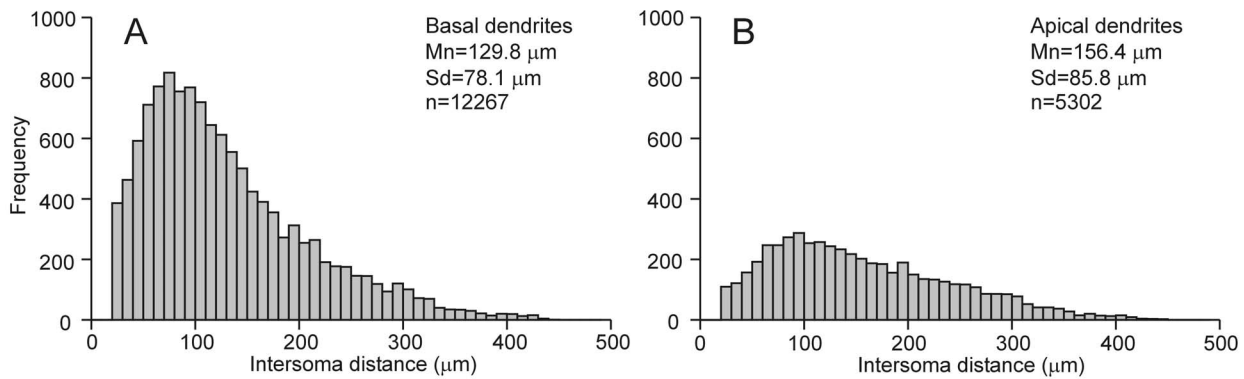 A
Basal dendrites
Mn=129.8 µm
Sd=78.1 µm
n=12267
Frequency
1000
800
600
400
200
0
0 100 200 300 400 500
Intersoma distance (µm)
B
Apical dendrites
Mn=156.4 µm
Sd=85.8 µm
n=5302
1000
800
600
400
200
0
0 100 200 300 400 500
Intersoma distance (µm)